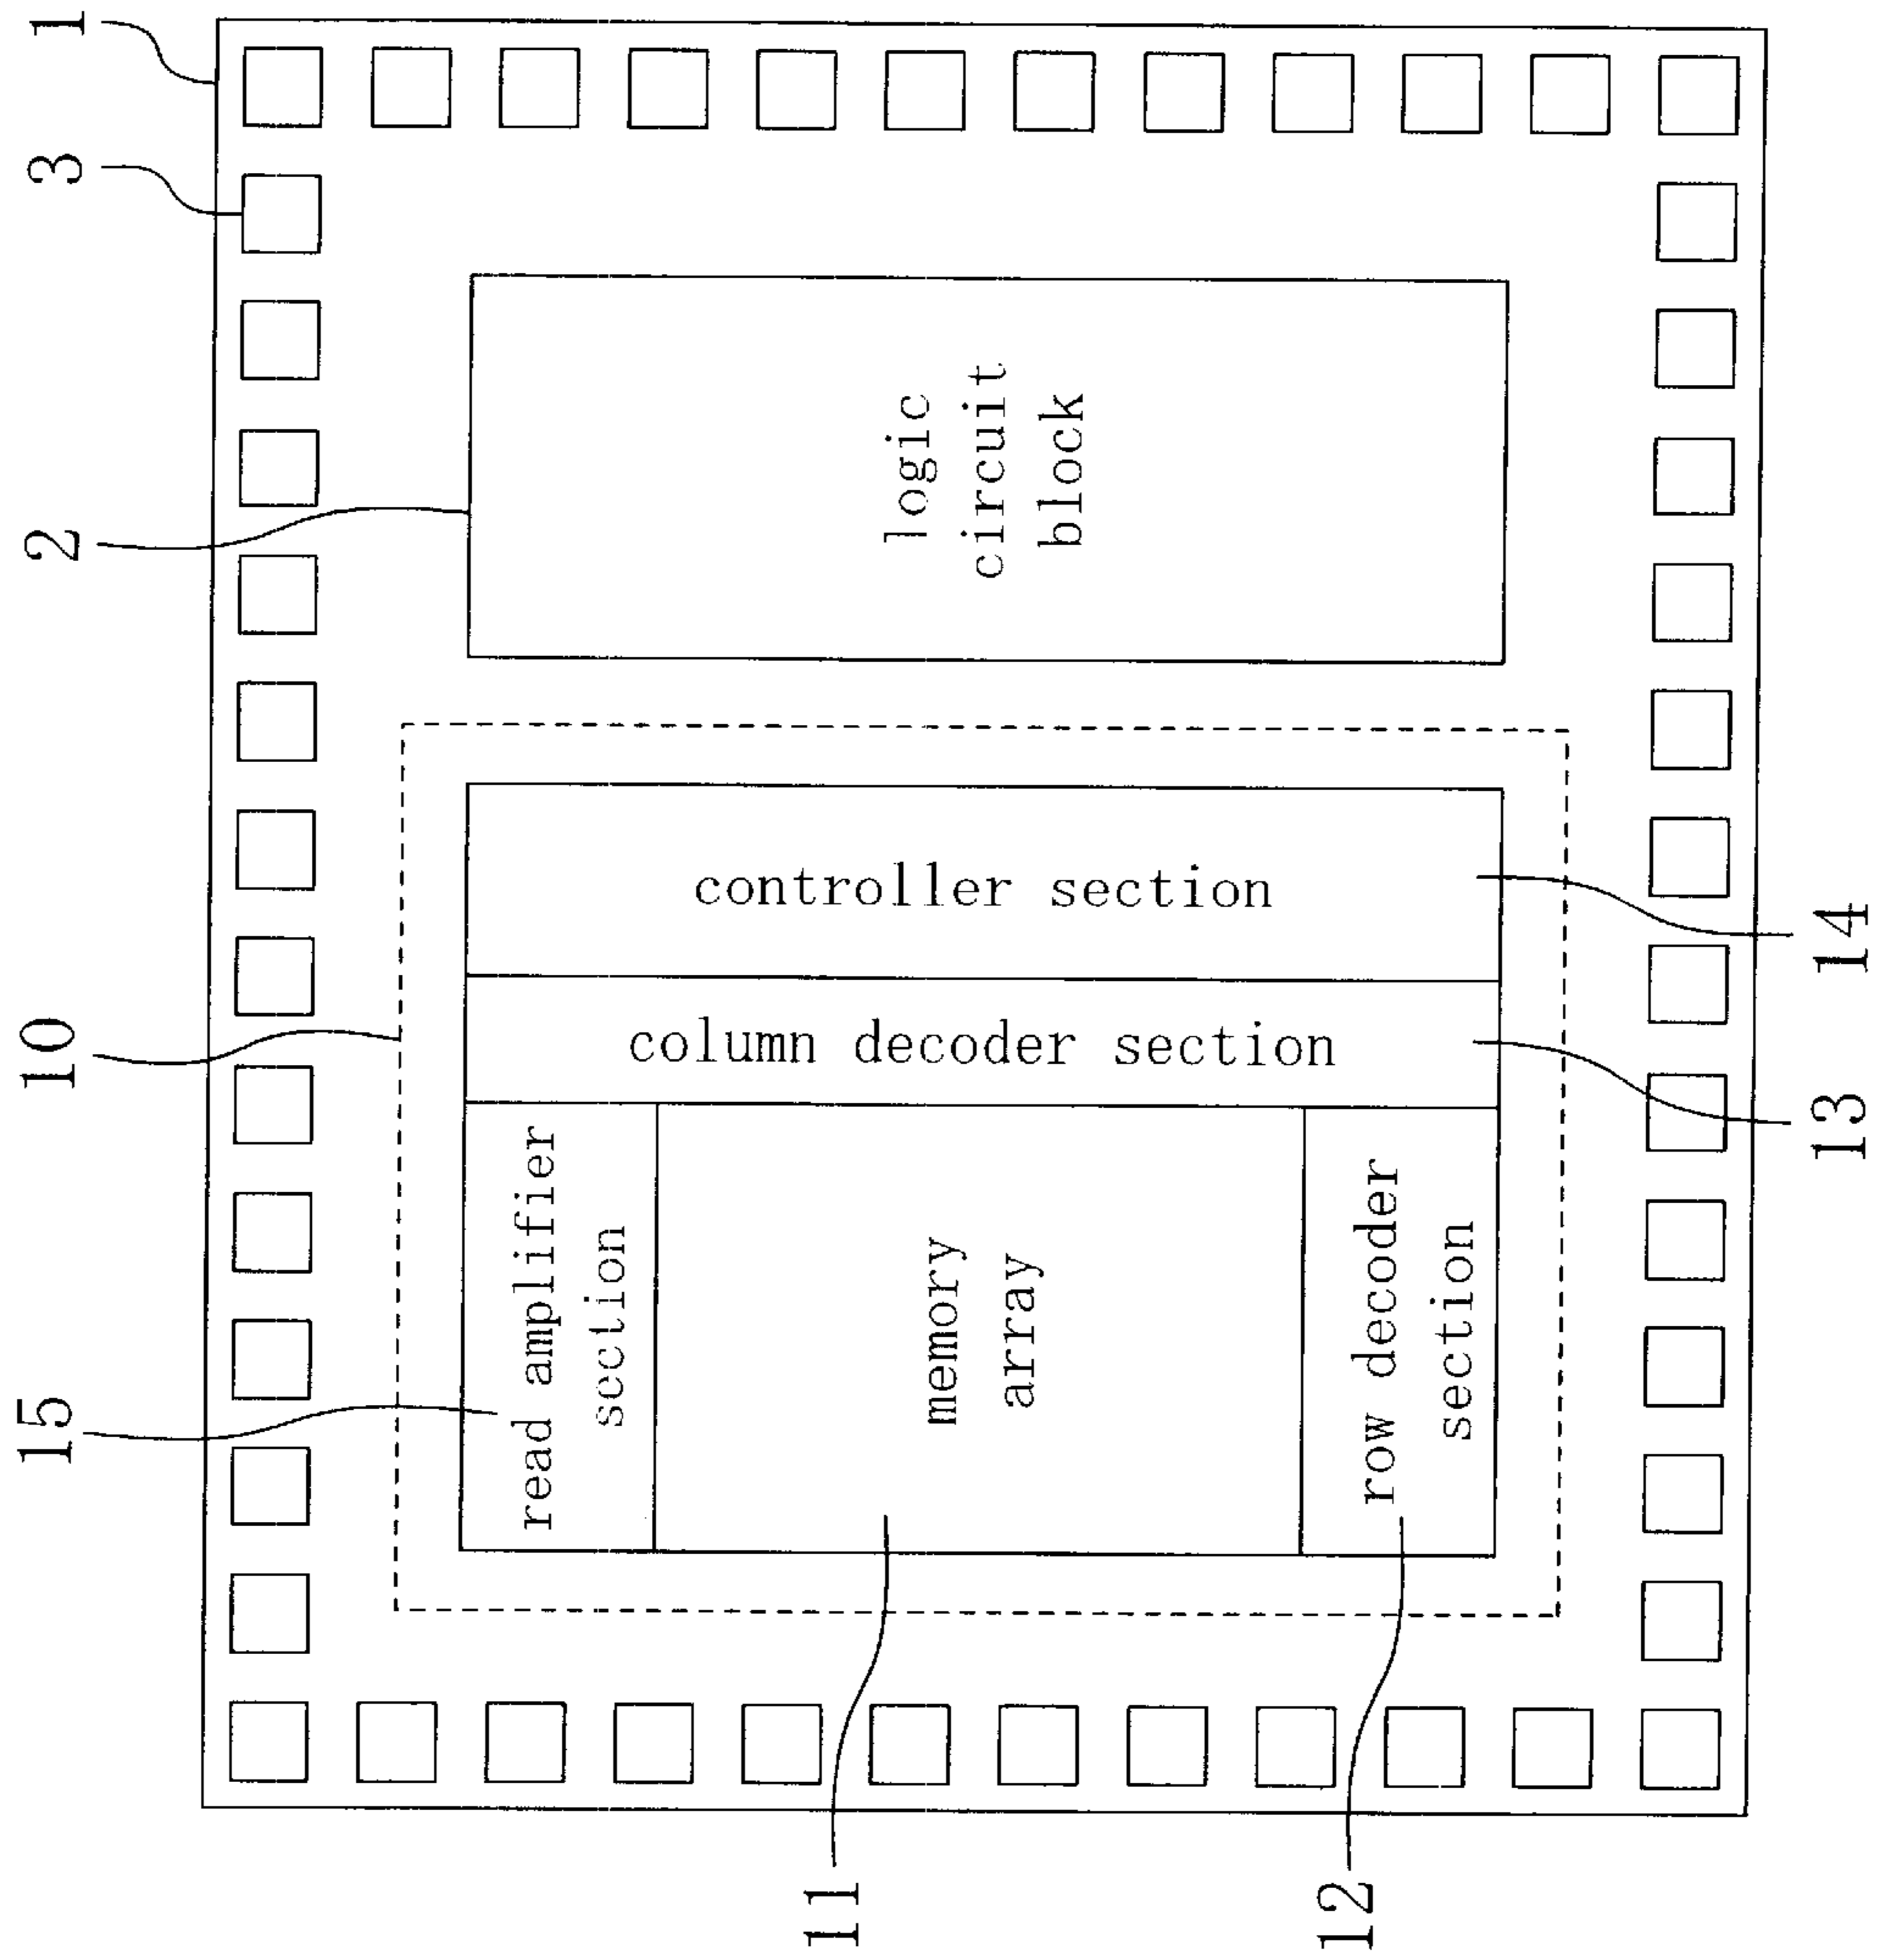 1
3
2
10
15
logic
circuit
block
controller section
column decoder section
read amplifier
section
memory
array
row decoder
section
14
13
11
12